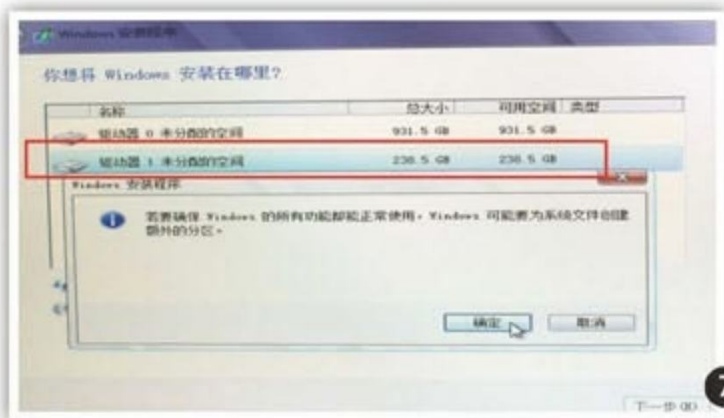 Windows 安装程序
你想将 Windows 安装在哪里?
名称 总大小 可用空间 类型
驱动器 0 未分配的空间 931.5 GB 931.5 GB
驱动器 1 未分配的空间 238.5 GB 238.5 GB
Windows 安装程序
若要确保 Windows 的所有功能都能正常使用,Windows 可能要为系统文件创建
额外的分区。
确定 取消
7
下一步(N)